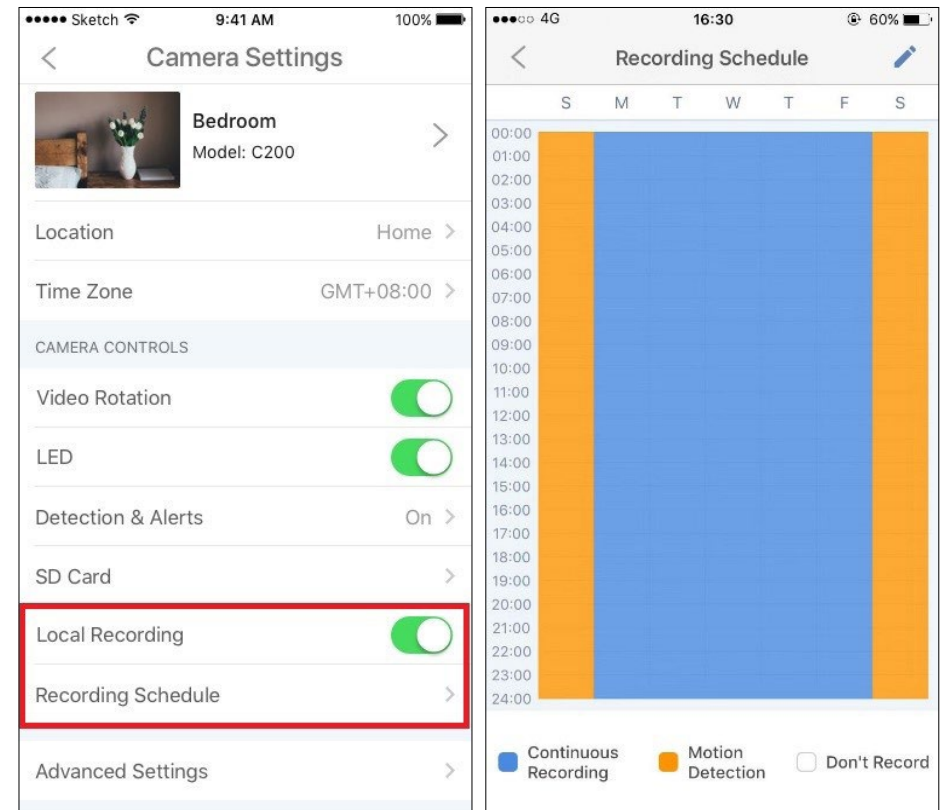 Sketch 9:41 AM 100%
Camera Settings
Bedroom
Model: C200
Location Home
Time Zone GMT+08:00
CAMERA CONTROLS
Video Rotation
LED
Detection & Alerts On
SD Card
Local Recording
Recording Schedule
Advanced Settings
4G 16:30 60%
Recording Schedule
S M T W T F S
00:00
01:00
02:00
03:00
04:00
05:00
06:00
07:00
08:00
09:00
10:00
11:00
12:00
13:00
14:00
15:00
16:00
17:00
18:00
19:00
20:00
21:00
22:00
23:00
24:00
Continuous
Recording
Motion
Detection
Don't Record